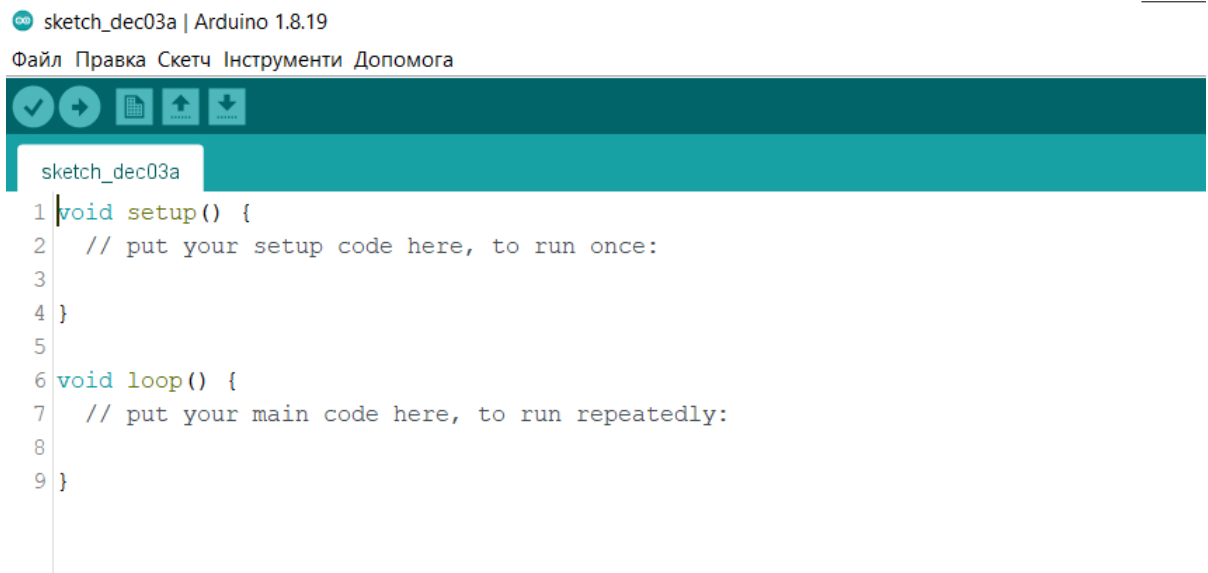 sketch_dec03a | Arduino 1.8.19
Файл Правка Скетч Інструменти Допомога
sketch_dec03a
1 void setup() {
2 // put your setup code here, to run once:
3
4 }
5
6 void loop() {
7 // put your main code here, to run repeatedly:
8
9 }